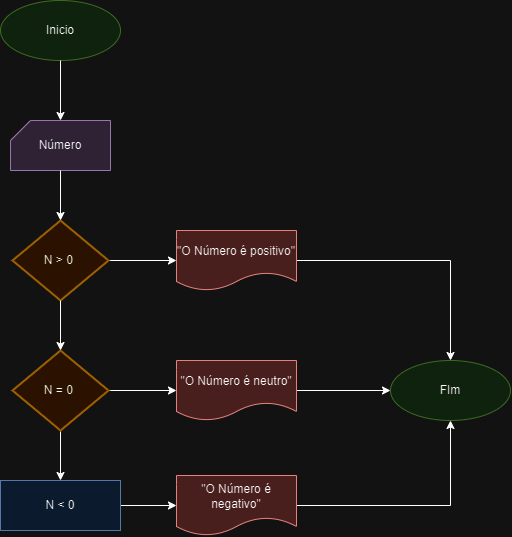 Inicio
Número
N > 0
"O Número é positivo"
N = 0
"O Número é neutro"
FIm
N < 0
"O Número é
negativo"